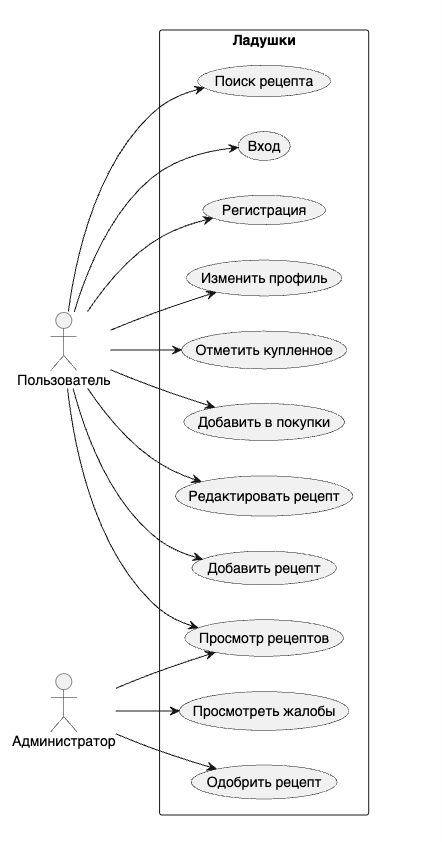 Ладушки
Поиск рецепта
Вход
Регистрация
Изменить профиль
Отметить купленное
Пользователь
Добавить в покупки
Редактировать рецепт
Добавить рецепт
Просмотр рецептов
Просмотреть жалобы
Администратор
Одобрить рецепт